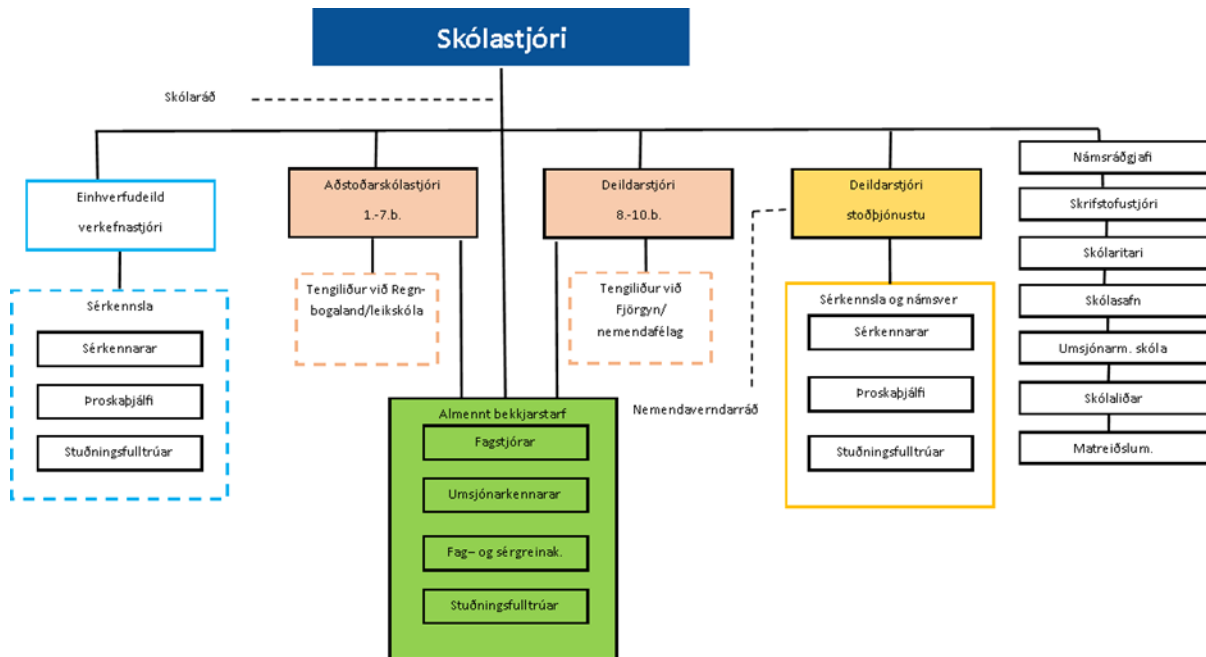 Skólastjóri
Skólaráð
Einhverfudeild
verkefnastjóri
Sérkennsla
Sérkennarar
Þroskaþjálfi
Stuðningsfulltrúar
Aðstoðarskólastjóri
1.-7.b.
Tengiliður við Regn-
bogaland/leikskóla
Deildarstjóri
8.-10.b.
Tengiliður við
Fjörgyn/
nemendafélag
Almennt bekkjarstarf
Fagstjórar
Umsjónarkennarar
Fag– og sérgreinak.
Stuðningsfulltrúar
Deildarstjóri
stoðþjónustu
Nemendaverndarráð
Sérkennsla og námsver
Sérkennarar
Þroskaþjálfi
Stuðningsfulltrúar
Námsráðgjafi
Skrifstofustjóri
Skólaritari
Skólasafn
Umsjónarm. skóla
Skólaliðar
Matreiðslum.